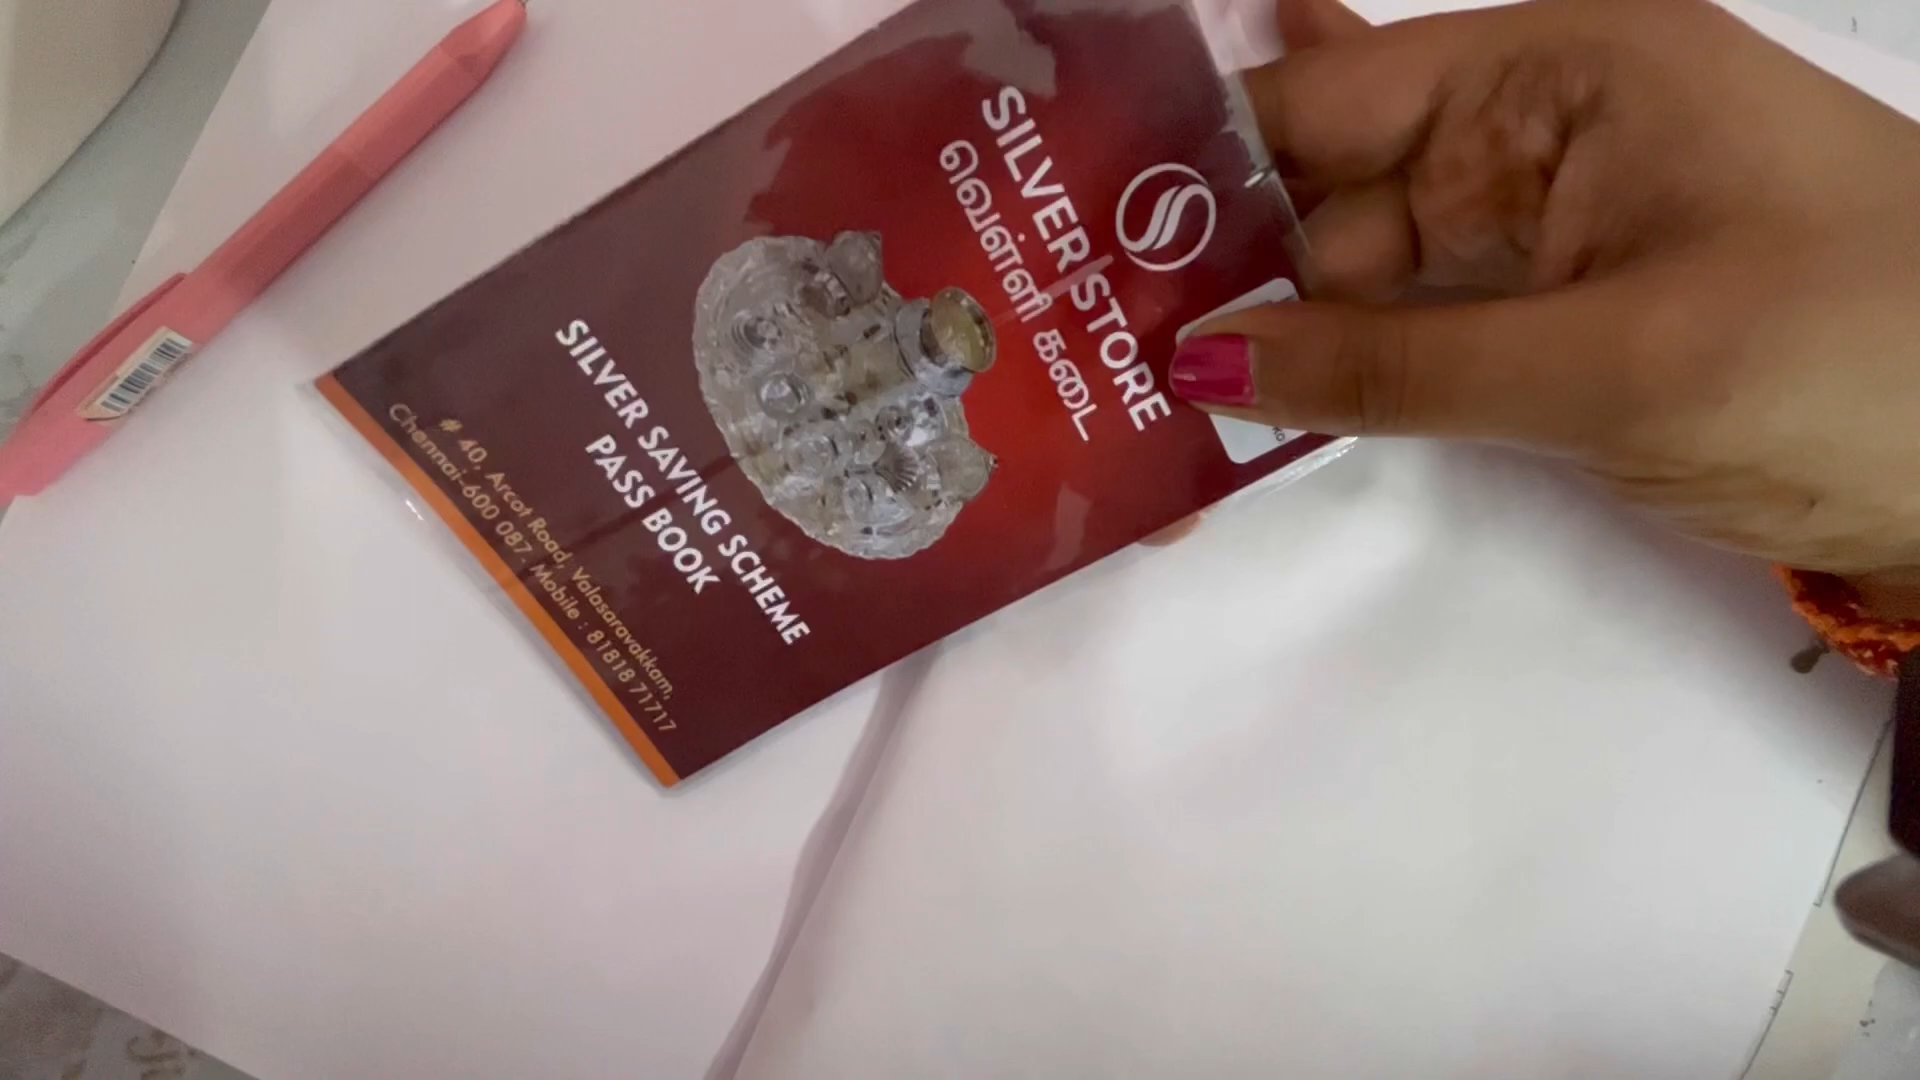 SILVER STORE
வெள்ளி கடை
SILVER SAVING SCHEME
PASS BOOK
# 40, Arcot Road, Valasaravakkam,
Chennai-600 087. Mobile : 81818 71717